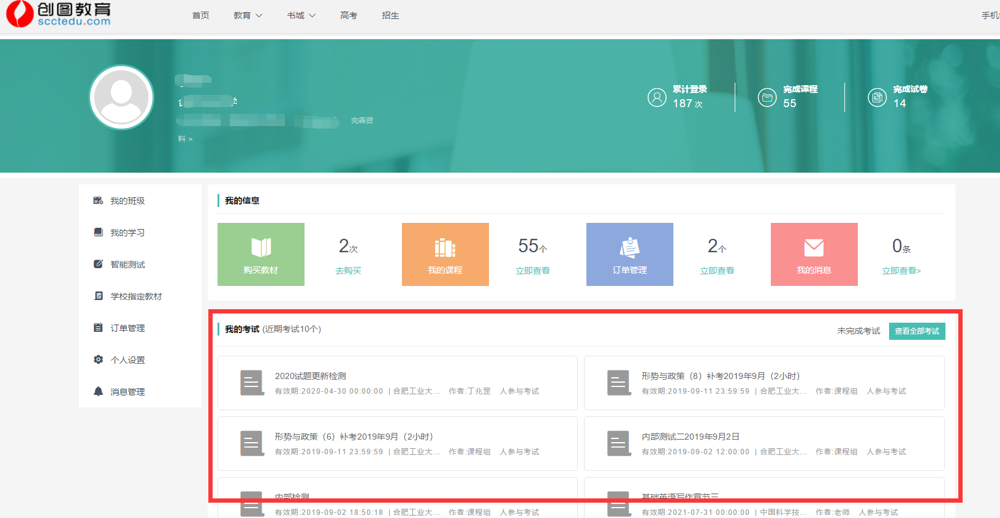 创图教育
scctedu.com
首页 教育 书城 高考 招生
完善资
料 >
累计登录
187 次
完成课程
55
完成试卷
14
我的班级
我的学习
智能测试
学校指定教材
订单管理
个人设置
消息管理
我的信息
购买教材
2次
去购买
我的课程
55个
立即查看
订单管理
2个
立即查看
我的消息
0条
立即查看>
我的考试 (近期考试10个)
未完成考试 查看全部考试
2020试题更新检测
有效期:2020-04-30 00:00:00 | 合肥工业大... 作者:丁兆罡 人参与考试
形势与政策（8）补考2019年9月（2小时）
有效期:2019-09-11 23:59:59 | 合肥工业大... 作者:课程组 人参与考试
形势与政策（6）补考2019年9月（2小时）
有效期:2019-09-11 23:59:59 | 合肥工业大... 作者:课程组 人参与考试
内部测试二2019年9月2日
有效期:2019-09-02 12:00:00 | 合肥工业大... 作者:课程组 人参与考试
内部检测
有效期:2019-09-02 18:50:18 | 合肥工业大... 作者:课程组 人参与考试
基础英语写作章节三
有效期:2021-07-31 00:00:00 | 中国科学技... 作者:老师 人参与考试